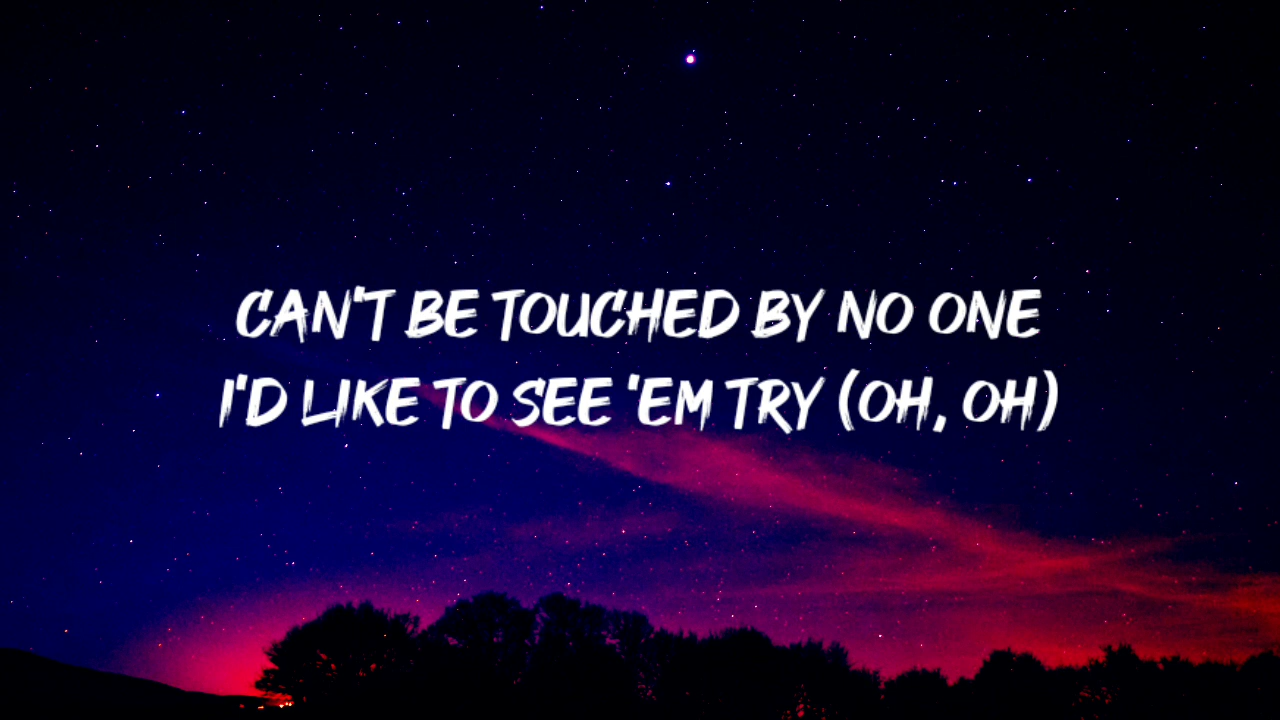 CAN'T BE TOUCHED BY NO ONE
I'D LIKE TO SEE 'EM TRY (OH, OH)